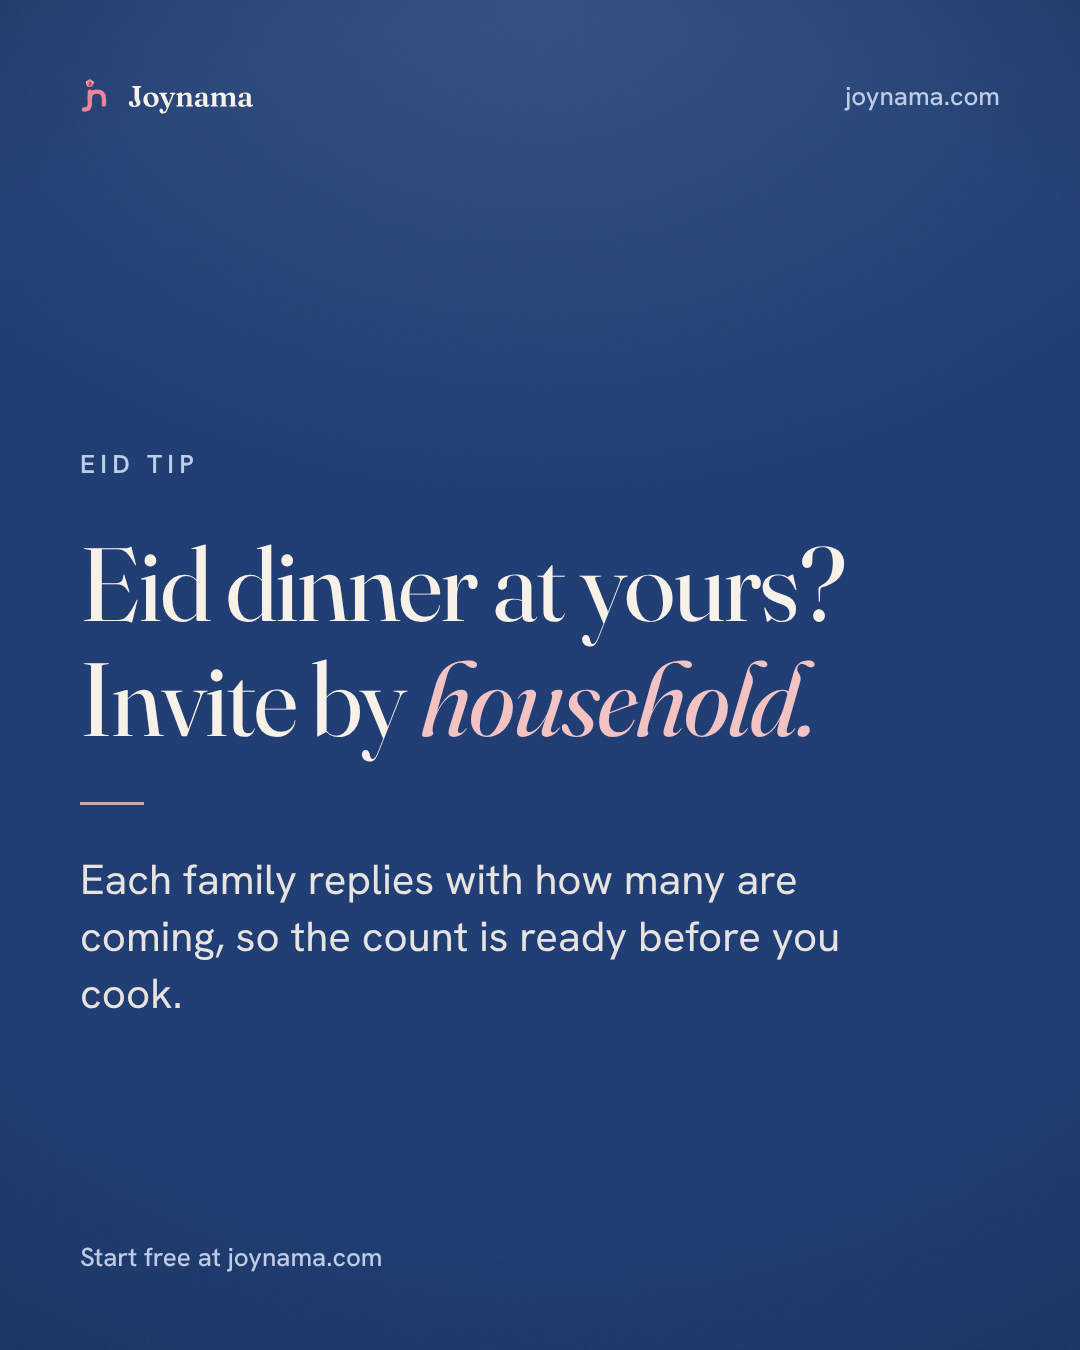 Joynama
joynama.com
EID TIP
Eid dinner at yours?
Invite by household.
Each family replies with how many are
coming, so the count is ready before you
cook.
Start free at joynama.com